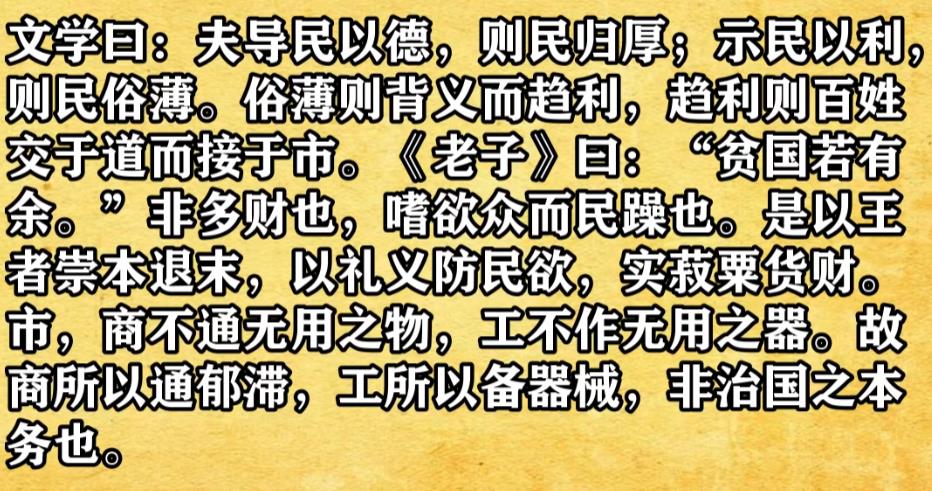 文学曰：夫导民以德，则民归厚；示民以利，
则民俗薄。俗薄则背义而趋利，趋利则百姓
交于道而接于市。《老子》曰：“贫国若有
余。”非多财也，嗜欲众而民躁也。是以王
者崇本退末，以礼义防民欲，实菽粟货财。
市，商不通无用之物，工不作无用之器。故
商所以通郁滞，工所以备器械，非治国之本
务也。